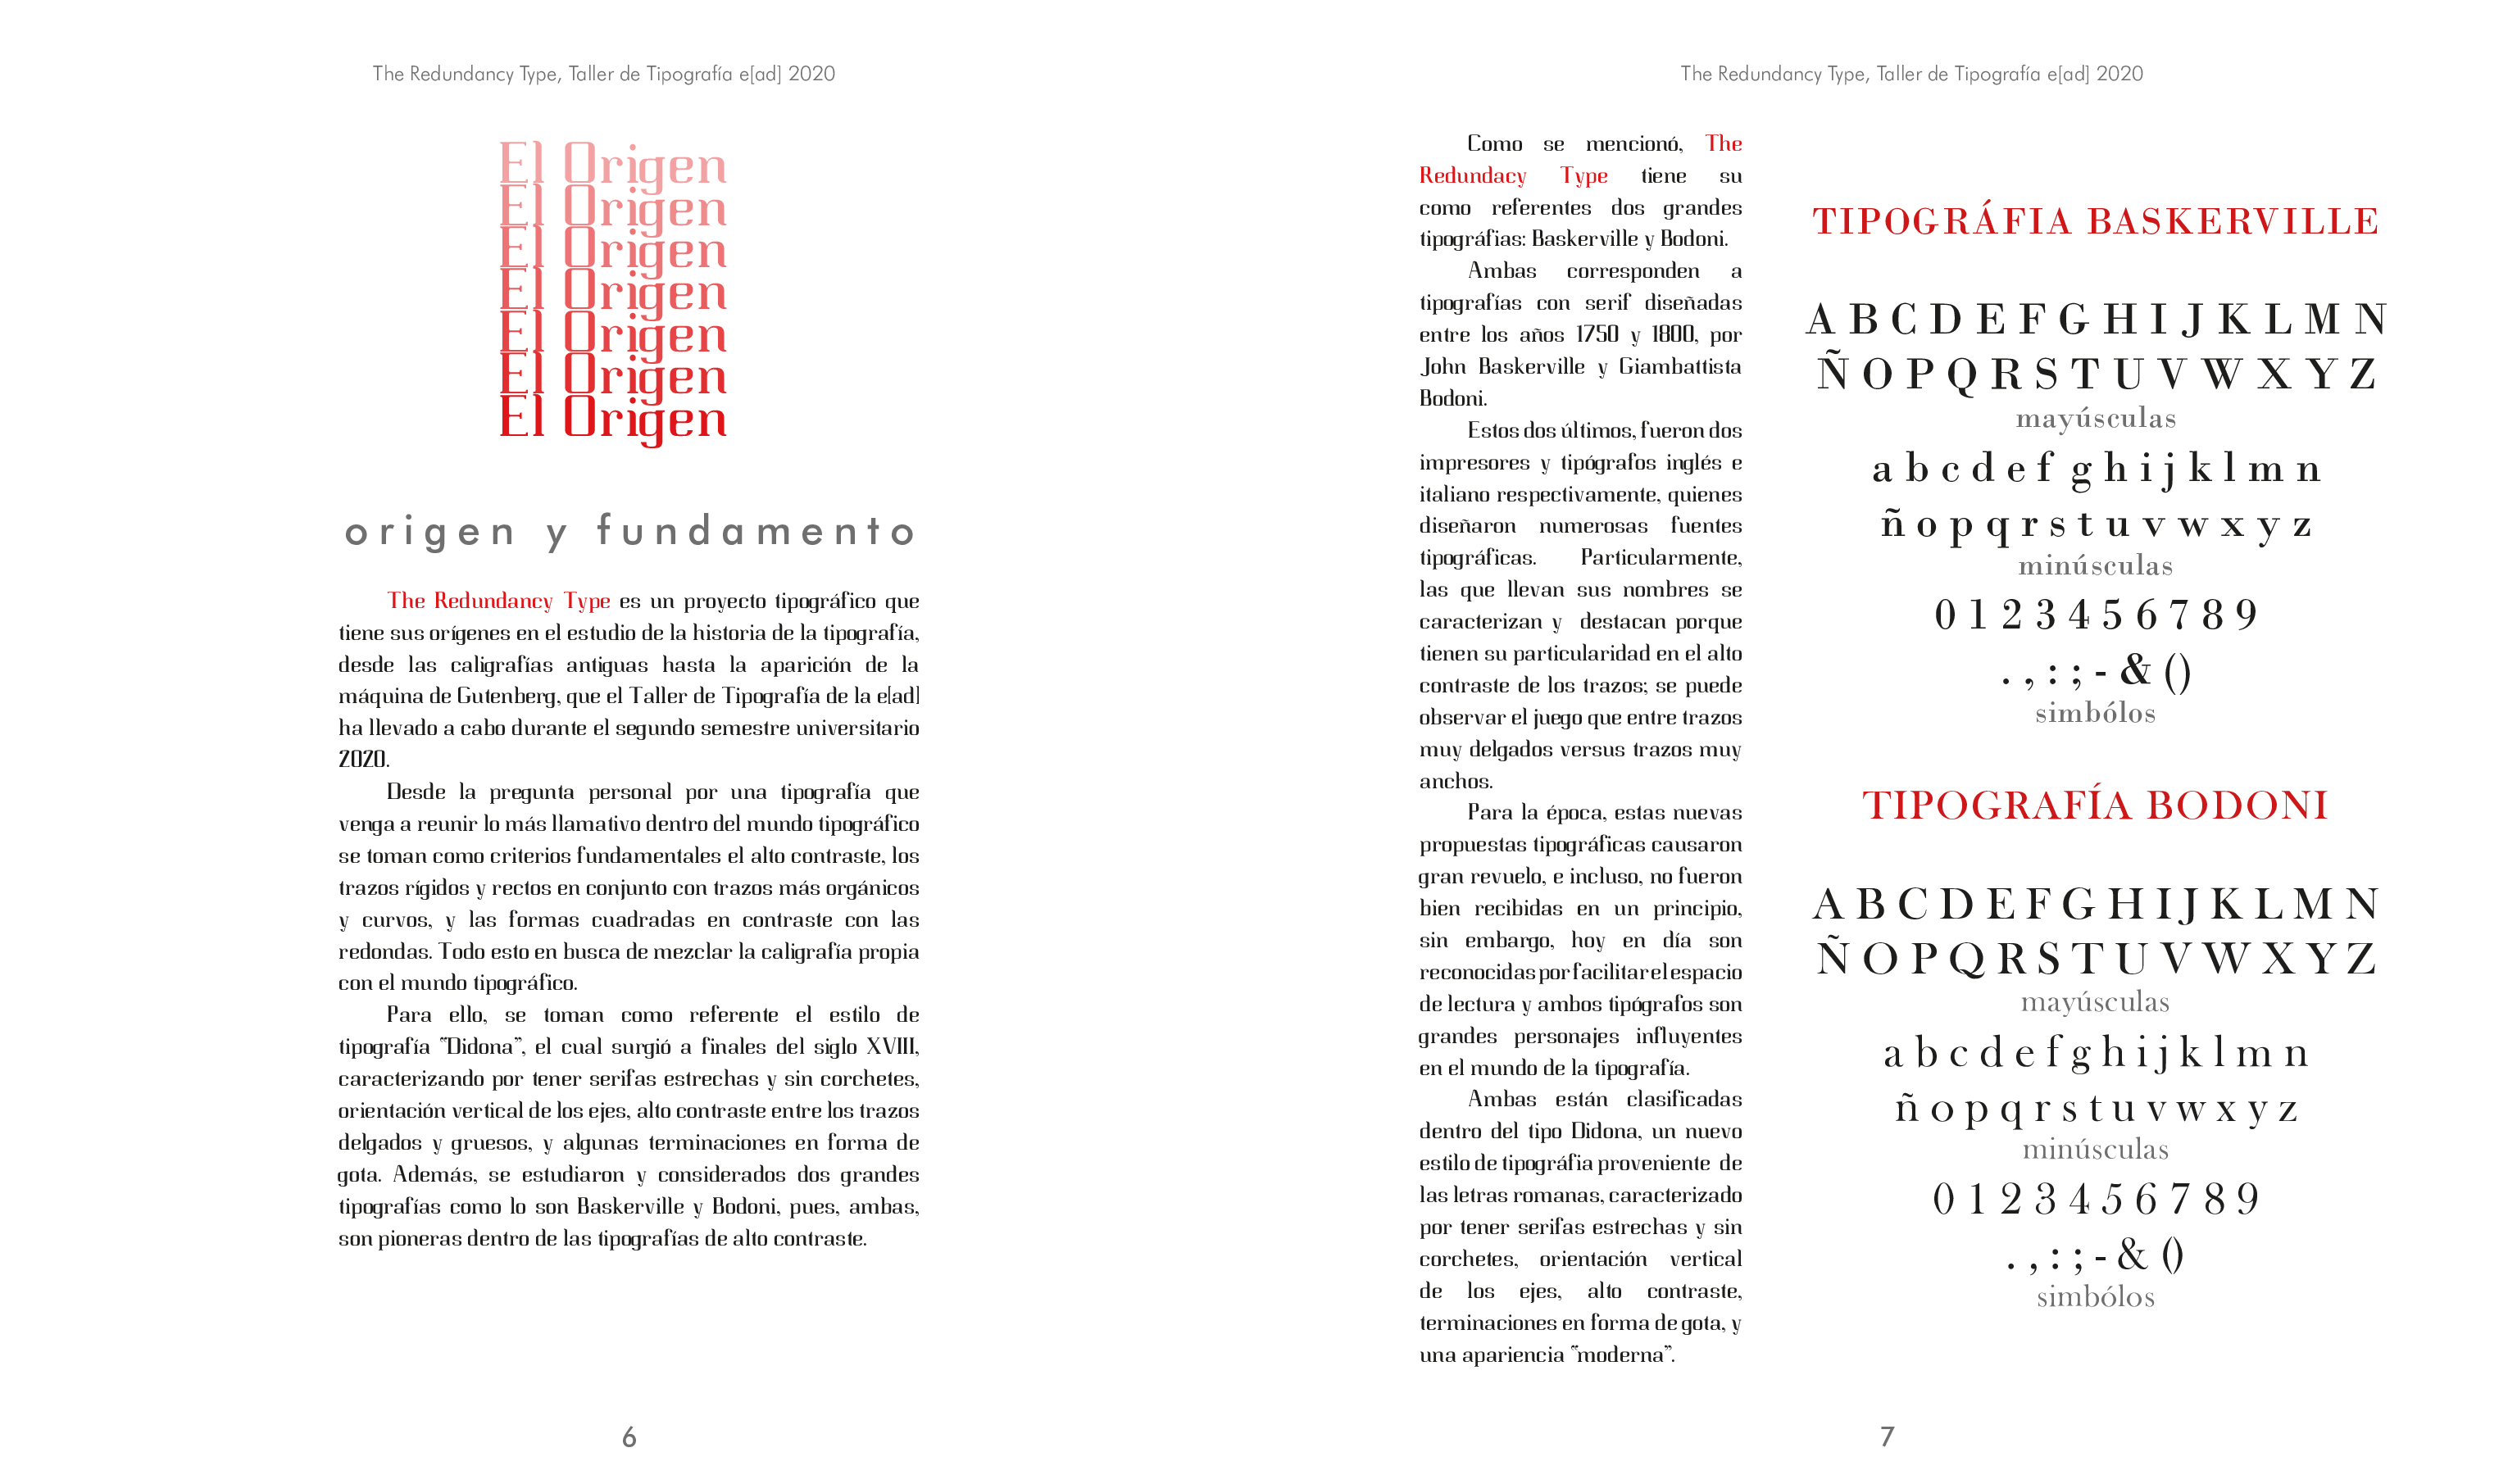 The Redundancy Type, Taller de Tipografía e[ad] 2020
El Origen
El Origen
El Origen
El Origen
El Origen
El Origen
El Origen
origen y fundamento
The Redundancy Type es un proyecto tipográfico que
tiene sus orígenes en el estudio de la historia de la tipografía,
desde las caligrafías antiguas hasta la aparición de la
máquina de Gutenberg, que el Taller de Tipografía de la e[ad]
ha llevado a cabo durante el segundo semestre universitario
2020.
Desde la pregunta personal por una tipografía que
venga a reunir lo más llamativo dentro del mundo tipográfico
se toman como criterios fundamentales el alto contraste, los
trazos rígidos y rectos en conjunto con trazos más orgánicos
y curvos, y las formas cuadradas en contraste con las
redondas. Todo esto en busca de mezclar la caligrafía propia
con el mundo tipográfico.
Para ello, se toman como referente el estilo de
tipografía “Didona”, el cual surgió a finales del siglo XVIII,
caracterizando por tener serifas estrechas y sin corchetes,
orientación vertical de los ejes, alto contraste entre los trazos
delgados y gruesos, y algunas terminaciones en forma de
gota. Además, se estudiaron y considerados dos grandes
tipografías como lo son Baskerville y Bodoni, pues, ambas,
son pioneras dentro de las tipografías de alto contraste.
6
The Redundancy Type, Taller de Tipografía e[ad] 2020
Como se mencionó, The
Redundacy Type tiene su
como referentes dos grandes
tipográfias: Baskerville y Bodoni.
Ambas corresponden a
tipografías con serif diseñadas
entre los años 1750 y 1800, por
John Baskerville y Giambattista
Bodoni.
Estos dos últimos, fueron dos
impresores y tipógrafos inglés e
italiano respectivamente, quienes
diseñaron numerosas fuentes
tipográficas. Particularmente,
las que llevan sus nombres se
caracterizan y destacan porque
tienen su particularidad en el alto
contraste de los trazos; se puede
observar el juego que entre trazos
muy delgados versus trazos muy
anchos.
Para la época, estas nuevas
propuestas tipográficas causaron
gran revuelo, e incluso, no fueron
bien recibidas en un principio,
sin embargo, hoy en día son
reconocidas por facilitar el espacio
de lectura y ambos tipógrafos son
grandes personajes influyentes
en el mundo de la tipografía.
Ambas están clasificadas
dentro del tipo Didona, un nuevo
estilo de tipográfia proveniente de
las letras romanas, caracterizado
por tener serifas estrechas y sin
corchetes, orientación vertical
de los ejes, alto contraste,
terminaciones en forma de gota, y
una apariencia “moderna”.
TIPOGRÁFIA BASKERVILLE
A B C D E F G H I J K L M N
Ñ O P Q R S T U V W X Y Z
mayúsculas
a b c d e f g h i j k l m n
ñ o p q r s t u v w x y z
minúsculas
0 1 2 3 4 5 6 7 8 9
. , : ; - & ()
simbólos
TIPOGRAFÍA BODONI
A B C D E F G H I J K L M N
Ñ O P Q R S T U V W X Y Z
mayúsculas
a b c d e f g h i j k l m n
ñ o p q r s t u v w x y z
minúsculas
0 1 2 3 4 5 6 7 8 9
. , : ; - & ()
simbólos
7